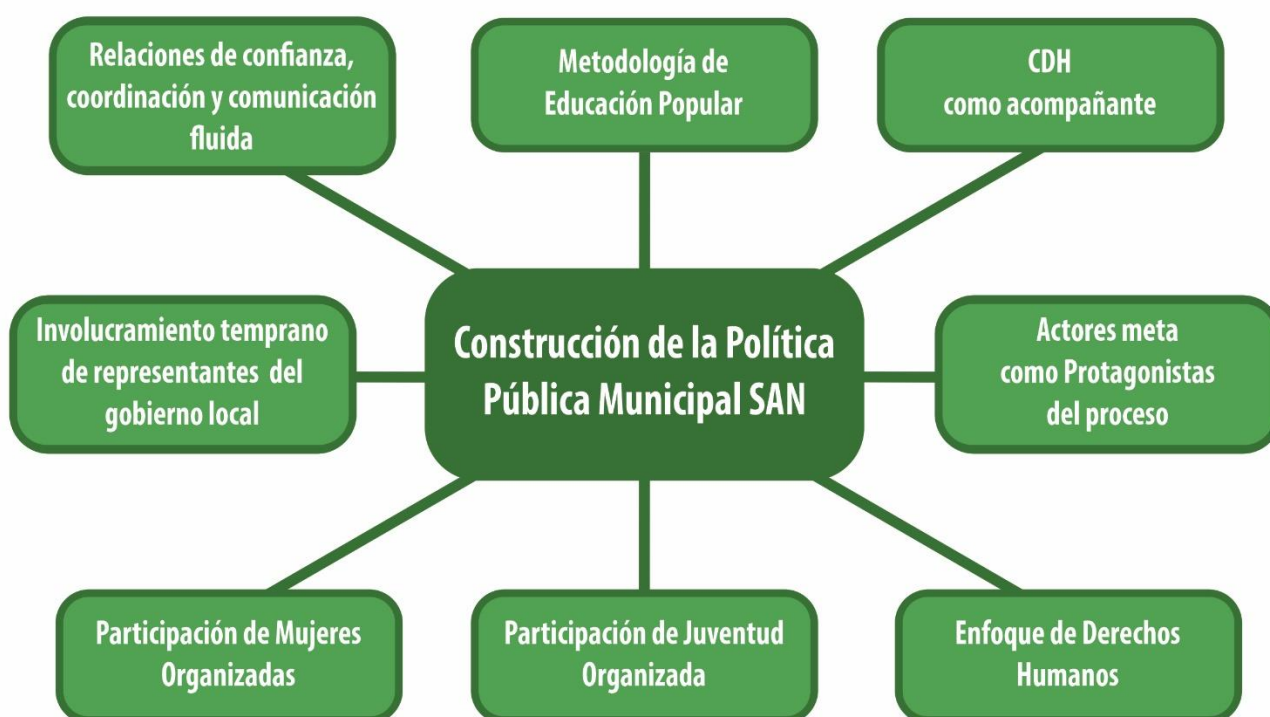 Relaciones de confianza,
coordinación y comunicación
fluida
Metodología de
Educación Popular
CDH
como acompañante
Involucramiento temprano
de representantes del
gobierno local
Construcción de la Política
Pública Municipal SAN
Actores meta
como Protagonistas
del proceso
Participación de Mujeres
Organizadas
Participación de Juventud
Organizada
Enfoque de Derechos
Humanos